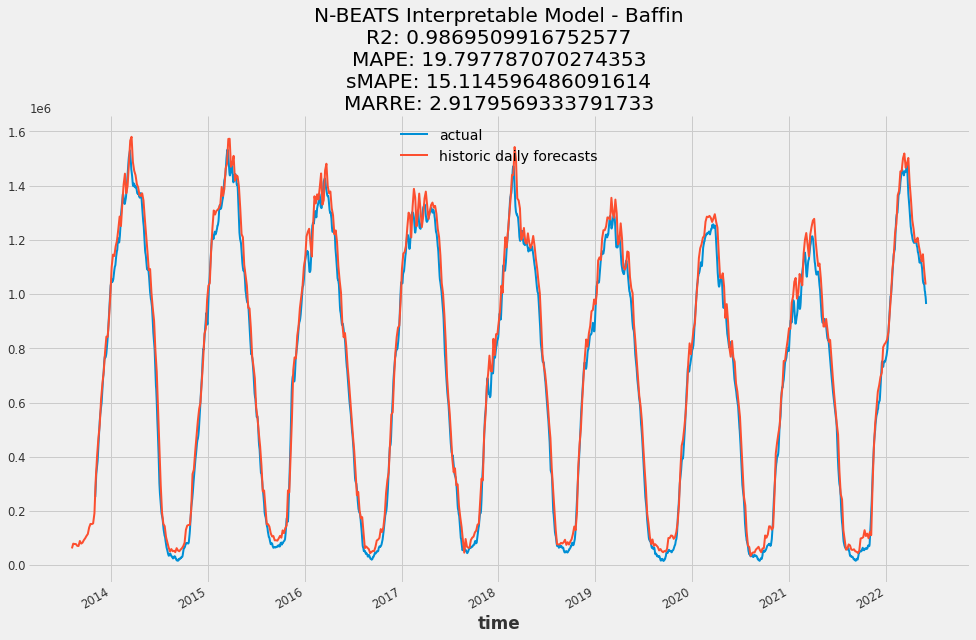 N-BEATS Interpretable Model - Baffin
R2: 0.9869509916752577
MAPE: 19.797787070274353
sMAPE: 15.114596486091614
MARRE: 2.9179569333791733
1e6
actual
historic daily forecasts
1.6
1.4
1.2
1.0
0.8
0.6
0.4
0.2
0.0
2014
2015
2016
2017
2018
2019
2020
2021
2022
time